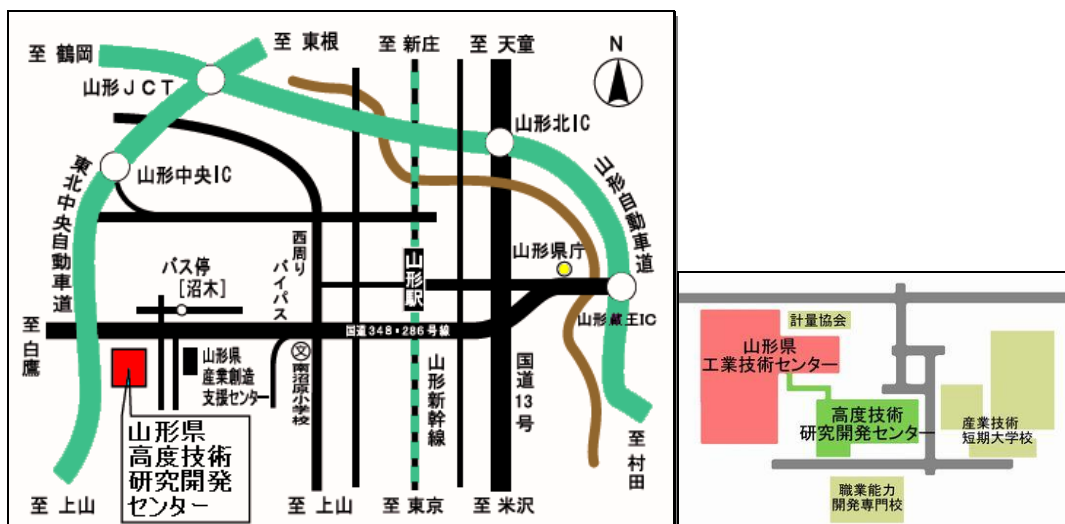 至 鶴岡
至 東根
至 新庄
至 天童
N
山形JCT
山形北IC
山形中央IC
東北中央自動車道
山形自動車道
西周り
バイパス
山形駅
山形県庁
バス停
[沼木]
山形蔵王IC
至 白鷹
国道348・286号線
山形県
産業創造
支援センター
文
南沼原小学校
山形新幹線
国道13号
山形県
高度技術
研究開発
センター
至 村田
至 上山
至 上山
至 東京
至 米沢
計量協会
山形県
工業技術センター
高度技術
研究開発センター
産業技術
短期大学校
職業能力
開発専門校